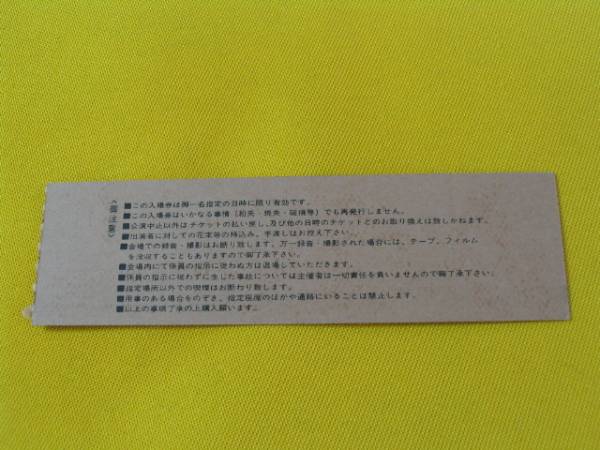 《御注意》
■この入場券は御一名指定の日時に限り有効です。
■この入場券はいかなる事情(紛失・焼失・破損等)でも再発行しません。
■公演中止以外はチケットの払い戻し、及び他の日時のチケットとのお取り換えは致しかねます。
■出演者に対しての花束等の持込み、手渡しはお控え下さい。
■会場での録音・撮影はお断り致します。万一録音・撮影された場合には、テープ、フィルム
を没収することもありますので御了承下さい。
■会場内にて係員の指示に従わぬ方は退場していただきます。
■係員の指示に従わずに生じた事故については主催者は一切責任を負いませんので御了承下さい。
■指定場所以外での喫煙はお断わり致します。
■用事のある場合をのぞき、指定座席のほかや通路にいることは禁止します。
■以上の事項了承の上購入願います。